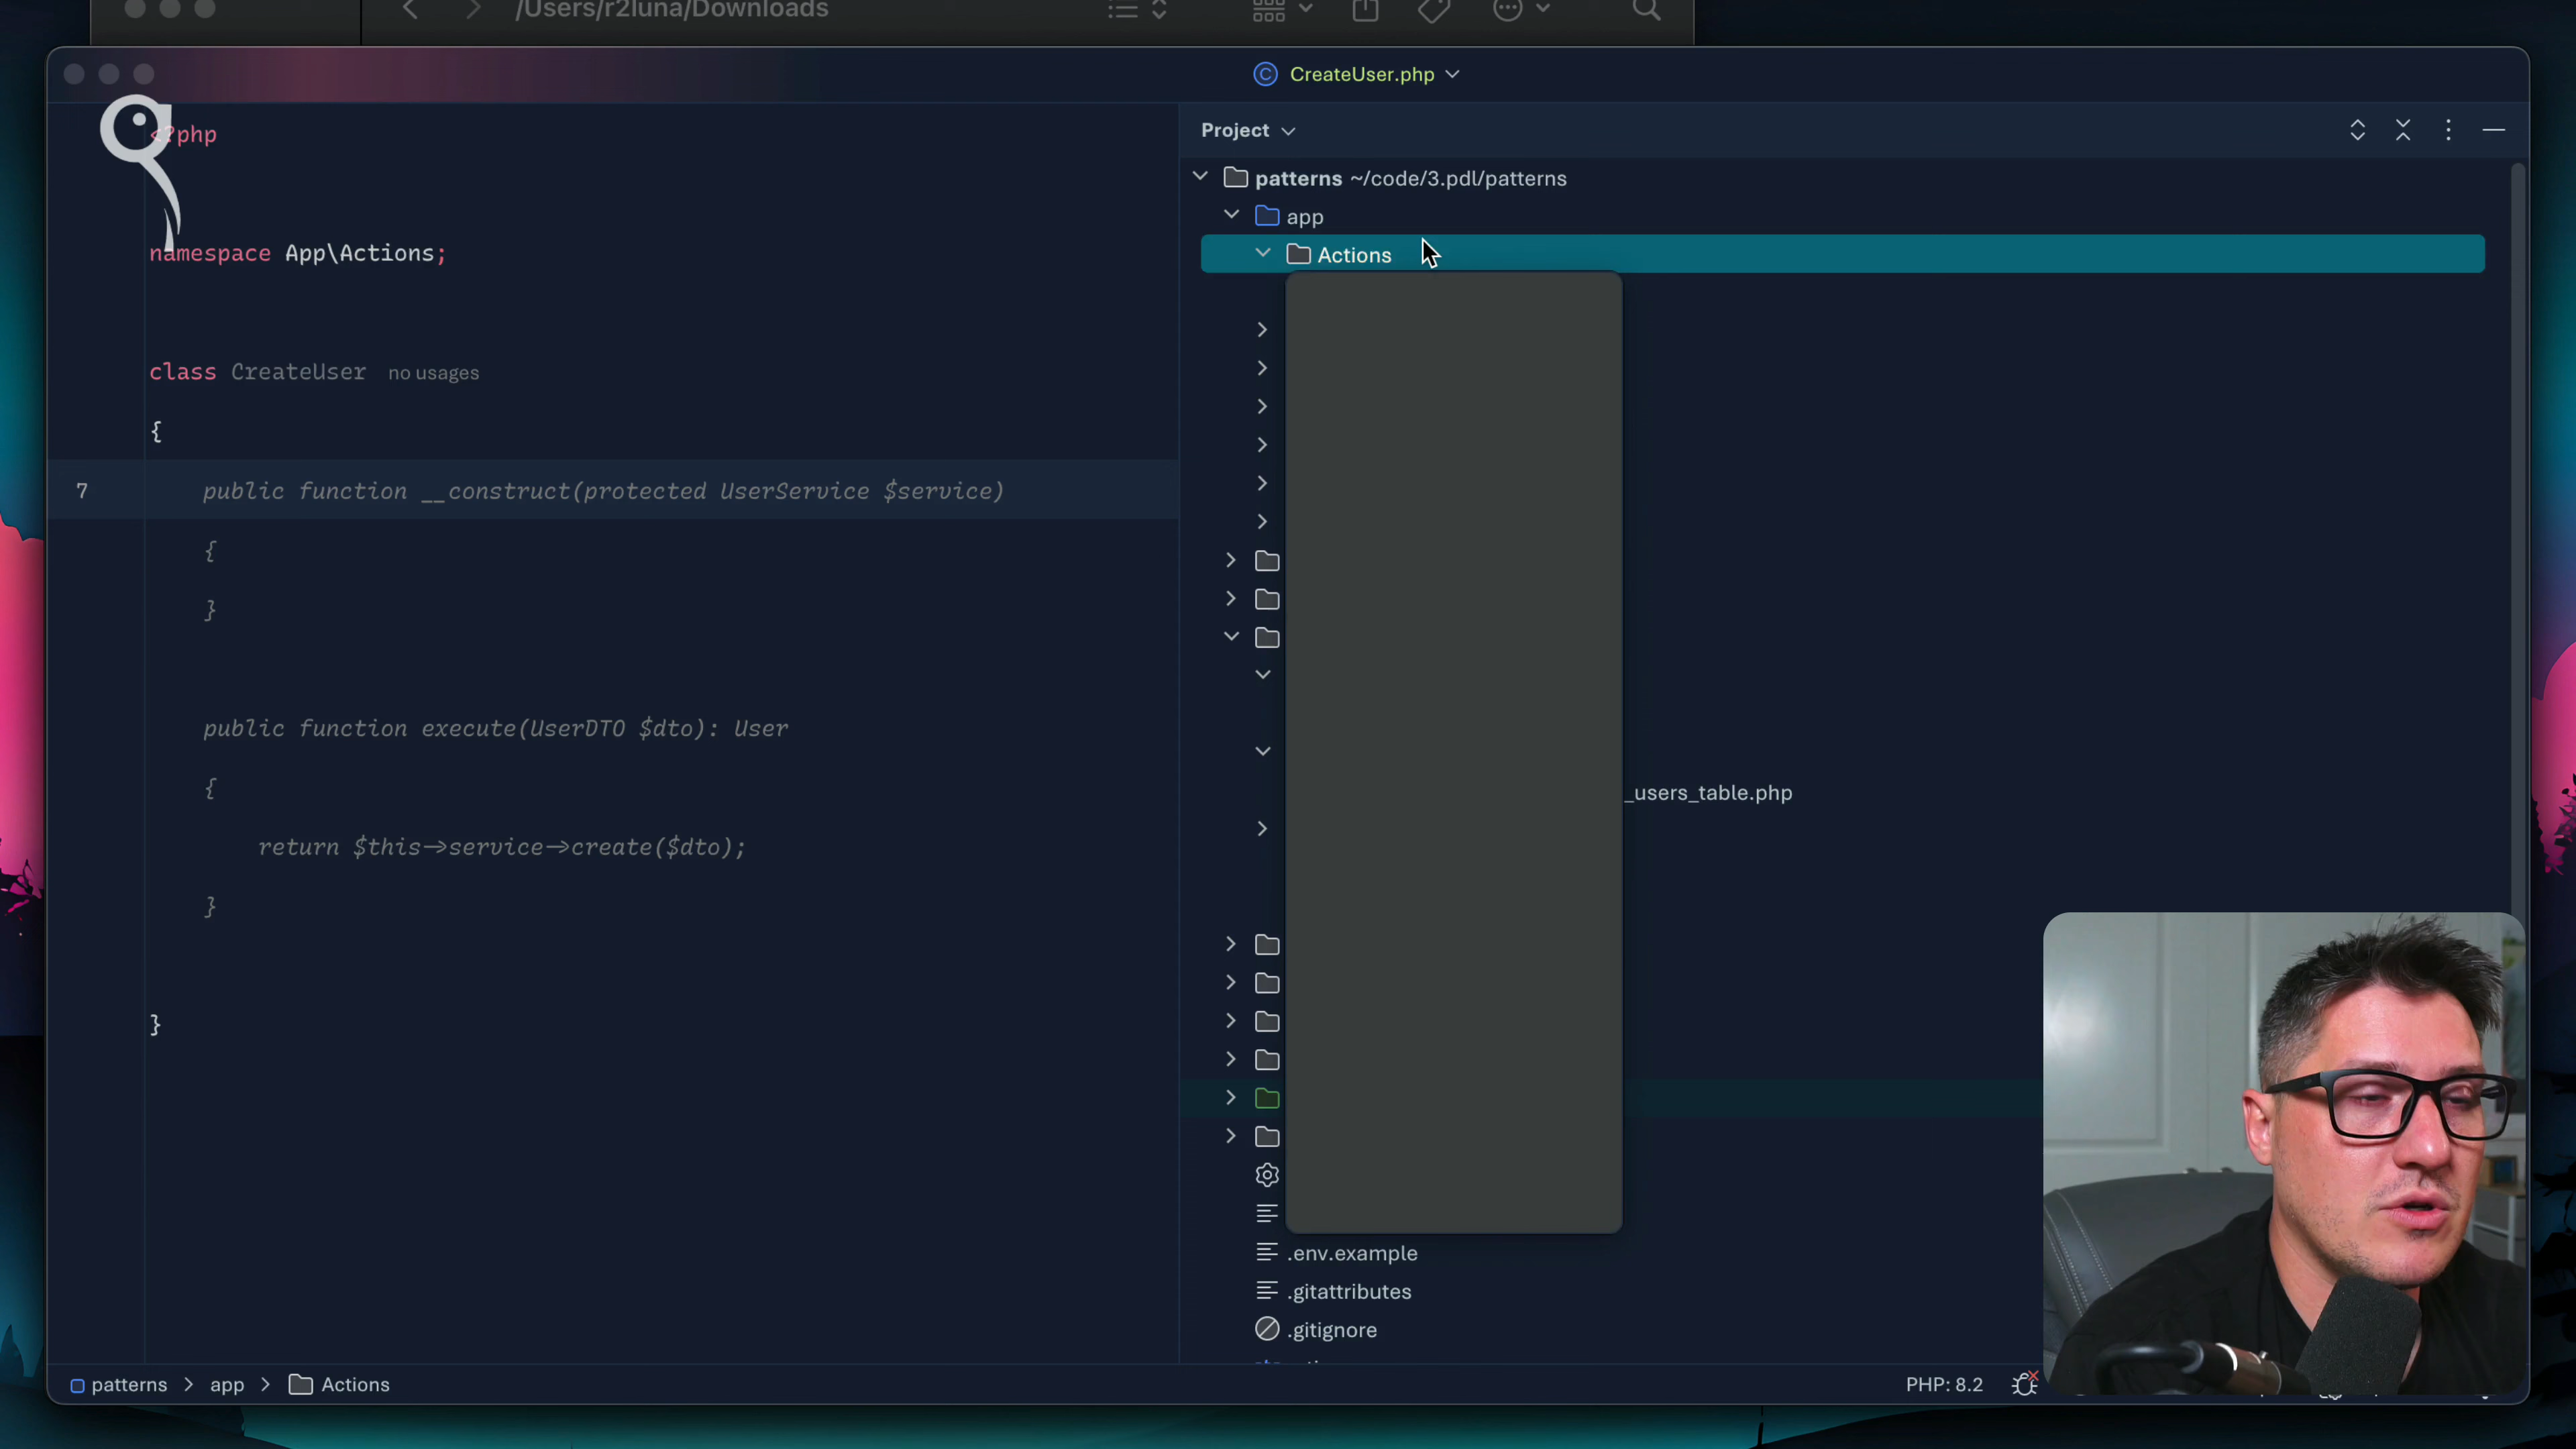 /Users/r2luna/Downloads
CreateUser.php
<?php
namespace App\Actions;
class CreateUser no usages
{
7 public function __construct(protected UserService $service)
{
}
public function execute(UserDTO $dto): User
{
return $this->service->create($dto);
}
}
Project
patterns ~/code/3.pdl/patterns
app
Actions
_users_table.php
.env.example
.gitattributes
.gitignore
patterns > app > Actions
PHP: 8.2